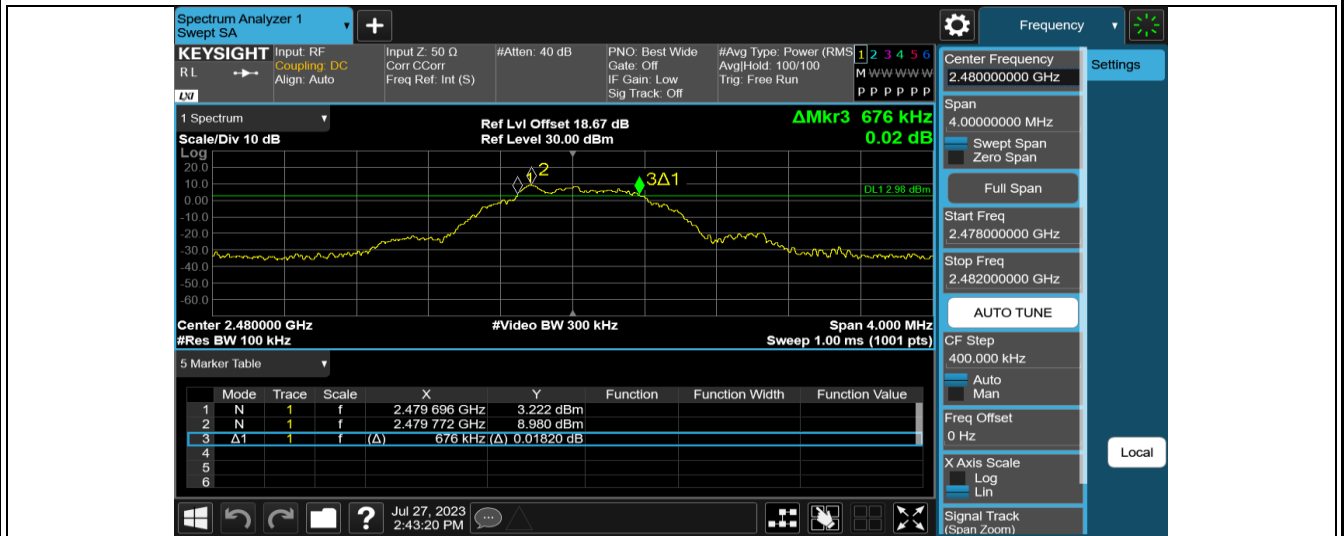 Spectrum Analyzer 1
Swept SA
Frequency
KEYSIGHT
RL
LXI
Input: RF
Coupling: DC
Align: Auto
Input Z: 50 Ω
Corr CCorr
Freq Ref: Int (S)
#Atten: 40 dB
PNO: Best Wide
Gate: Off
IF Gain: Low
Sig Track: Off
#Avg Type: Power (RMS
Avg|Hold: 100/100
Trig: Free Run
1 2 3 4 5 6
M W W W W W
P P P P P P
1 Spectrum
Scale/Div 10 dB
Ref Lvl Offset 18.67 dB
Ref Level 30.00 dBm
ΔMkr3 676 kHz
0.02 dB
Log
20.0
10.0
0.00
-10.0
-20.0
-30.0
-40.0
-50.0
-60.0
1
2
3Δ1
DL1 2.98 dBm
Center 2.480000 GHz
#Res BW 100 kHz
#Video BW 300 kHz
Span 4.000 MHz
Sweep 1.00 ms (1001 pts)
5 Marker Table
Mode Trace Scale X Y Function Function Width Function Value
1 N 1 f 2.479 696 GHz 3.222 dBm
2 N 1 f 2.479 772 GHz 8.980 dBm
3 Δ1 1 f (Δ) 676 kHz (Δ) 0.01820 dB
4
5
6
Jul 27, 2023
2:43:20 PM
Center Frequency
2.480000000 GHz
Span
4.00000000 MHz
Swept Span
Zero Span
Full Span
Start Freq
2.478000000 GHz
Stop Freq
2.482000000 GHz
AUTO TUNE
CF Step
400.000 kHz
Auto
Man
Freq Offset
0 Hz
X Axis Scale
Log
Lin
Signal Track
(Span Zoom)
Settings
Local